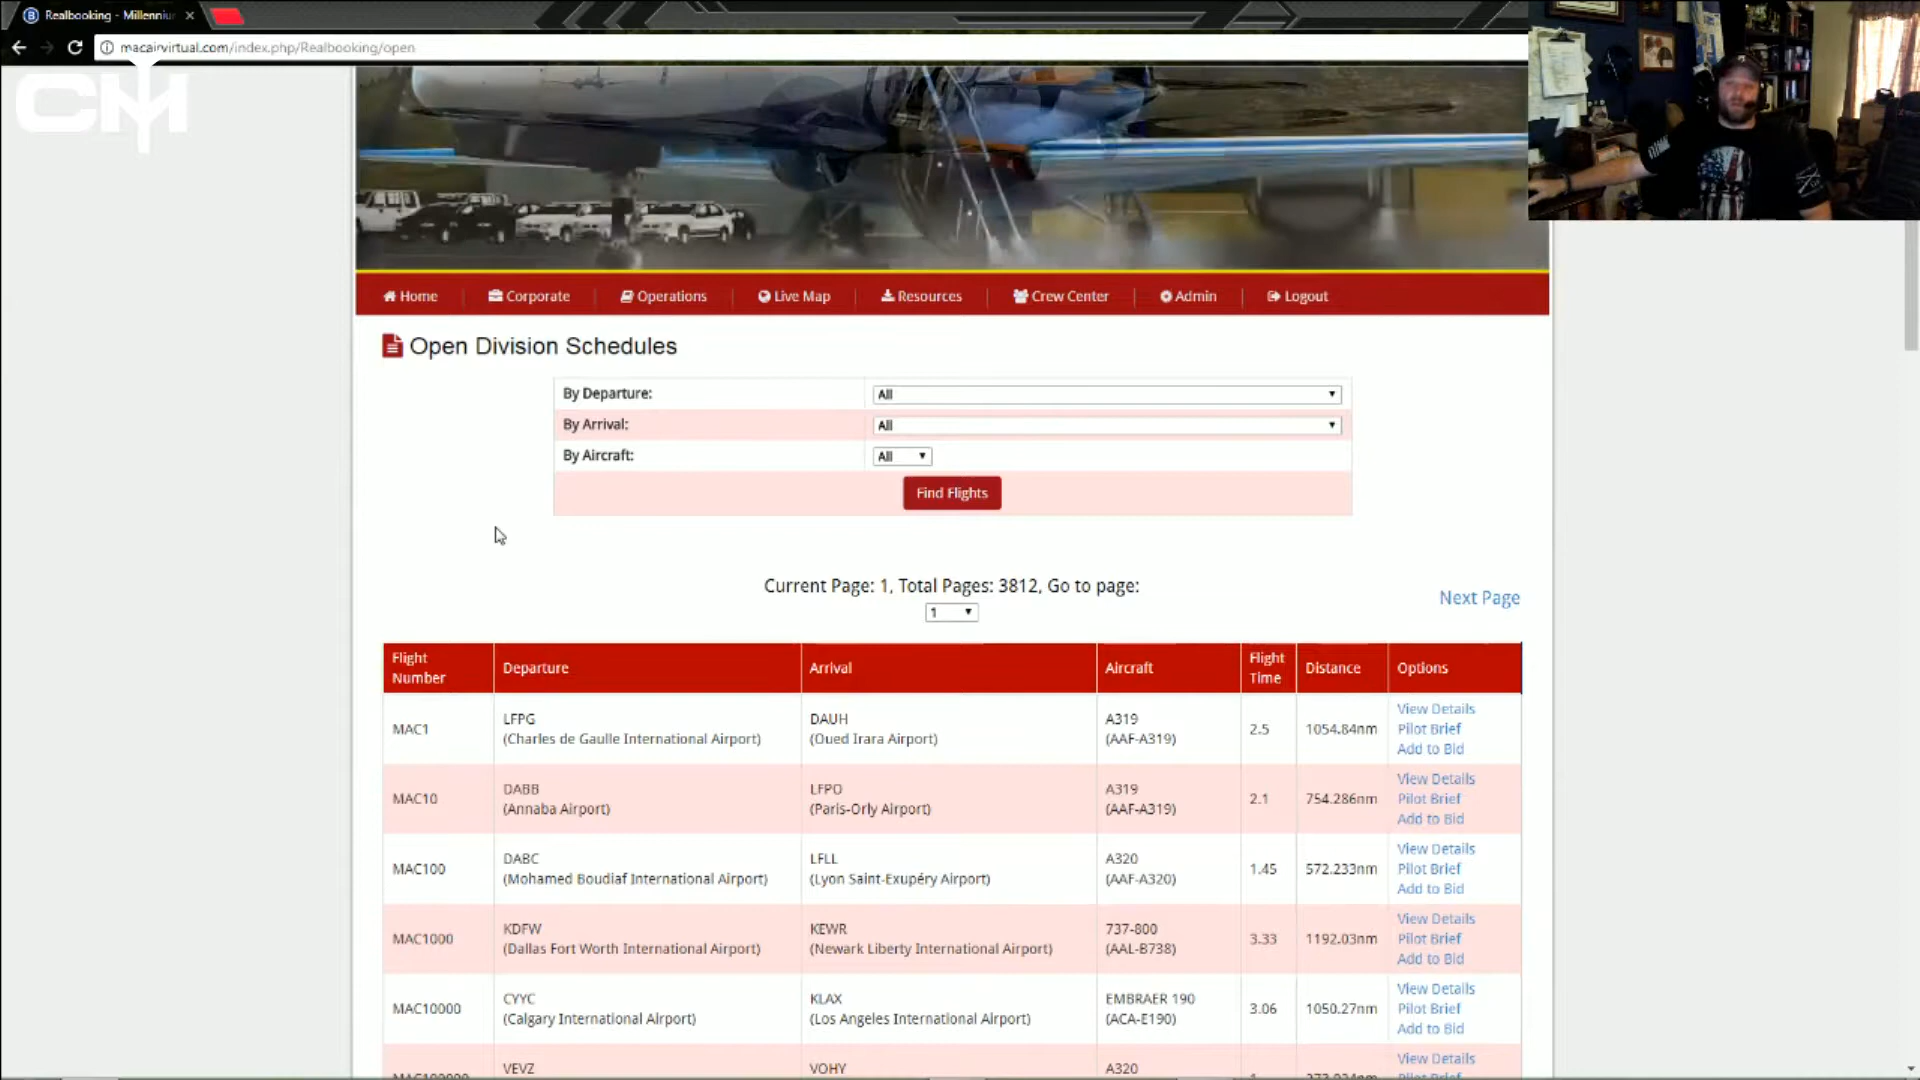 Realbooking - Millenniu
macairvirtual.com/index.php/Realbooking/open
CM
Home
Corporate
Operations
Live Map
Resources
Crew Center
Admin
Logout
Open Division Schedules
By Departure: All
By Arrival: All
By Aircraft: All
Find Flights
Current Page: 1, Total Pages: 3812, Go to page:
1
Next Page
Flight Number Departure Arrival Aircraft Flight Time Distance Options
MAC1
LFPG
(Charles de Gaulle International Airport)
DAUH
(Oued Irara Airport)
A319
(AAF-A319)
2.5
1054.84nm
View Details
Pilot Brief
Add to Bid
MAC10
DABB
(Annaba Airport)
LFPO
(Paris-Orly Airport)
A319
(AAF-A319)
2.1
754.286nm
View Details
Pilot Brief
Add to Bid
MAC100
DABC
(Mohamed Boudiaf International Airport)
LFLL
(Lyon Saint-Exupéry Airport)
A320
(AAF-A320)
1.45
572.233nm
View Details
Pilot Brief
Add to Bid
MAC1000
KDFW
(Dallas Fort Worth International Airport)
KEWR
(Newark Liberty International Airport)
737-800
(AAL-B738)
3.33
1192.03nm
View Details
Pilot Brief
Add to Bid
MAC10000
CYYC
(Calgary International Airport)
KLAX
(Los Angeles International Airport)
EMBRAER 190
(ACA-E190)
3.06
1050.27nm
View Details
Pilot Brief
Add to Bid
VEVZ
VOHY
A320
View Details